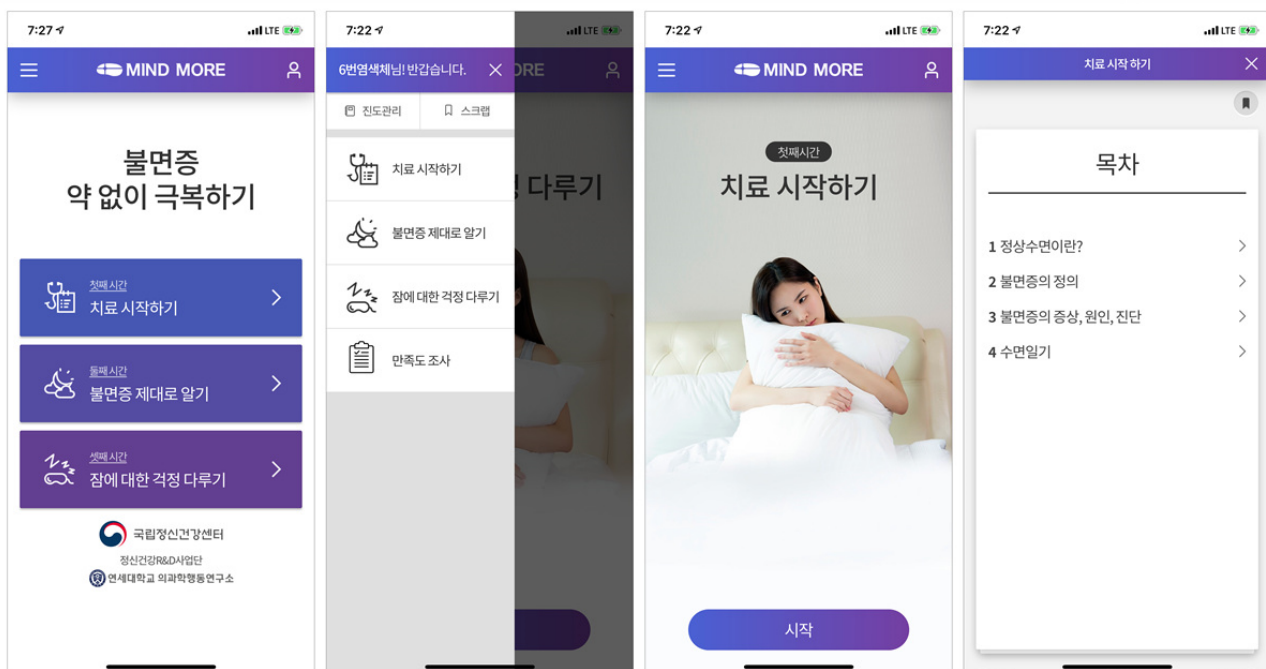 7:27
LTE
MIND MORE
불면증
약 없이 극복하기
첫째시간
치료 시작하기
둘째시간
불면증 제대로 알기
셋째시간
잠에 대한 걱정 다루기
국립정신건강센터
정신건강R&D사업단
연세대학교 의과학행동연구소
7:22
LTE
6번염색체님! 반갑습니다.
ORE
진도관리
스크랩
치료 시작하기
다루기
불면증 제대로 알기
잠에 대한 걱정 다루기
만족도 조사
7:22
LTE
MIND MORE
첫째시간
치료 시작하기
시작
7:22
LTE
치료 시작 하기
목차
1 정상수면이란?
2 불면증의 정의
3 불면증의 증상, 원인, 진단
4 수면일기